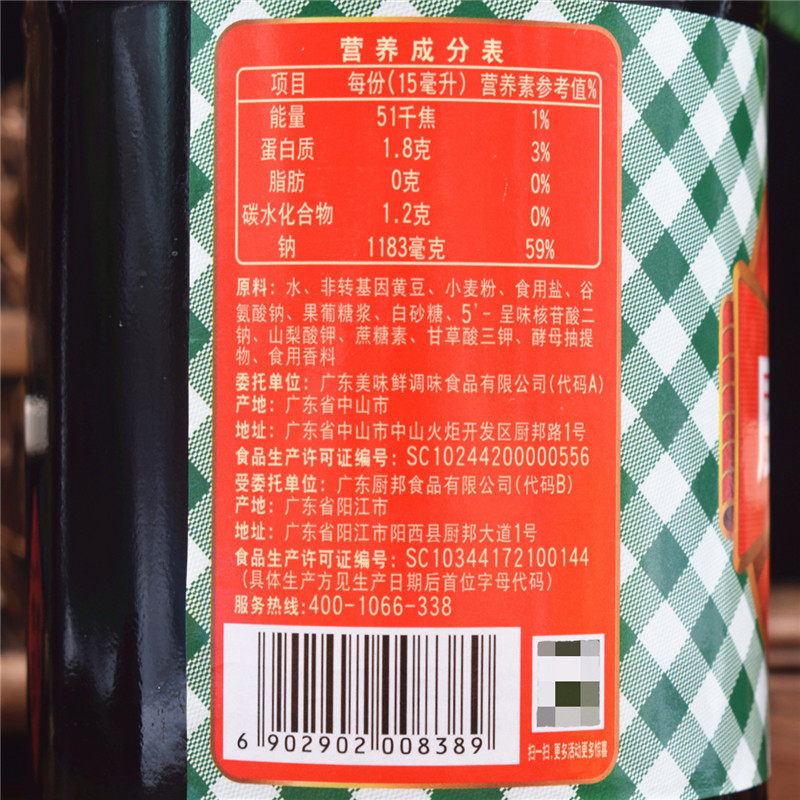 营养成分表
项目 每份(15毫升) 营养素参考值%
能量 51千焦 1%
蛋白质 1.8克 3%
脂肪 0克 0%
碳水化合物 1.2克 0%
钠 1183毫克 59%
原料:水、非转基因黄豆、小麦粉、食用盐、谷
氨酸钠、果葡糖浆、白砂糖、5'-呈味核苷酸二
钠、山梨酸钾、蔗糖素、甘草酸三钾、酵母抽提
物、食用香料
委托单位:广东美味鲜调味食品有限公司(代码A)
产地:广东省中山市
地址:广东省中山市中山火炬开发区厨邦路1号
食品生产许可证编号:SC10244200000556
受委托单位:广东厨邦食品有限公司(代码B)
产地:广东省阳江市
地址:广东省阳江市阳西县厨邦大道1号
食品生产许可证编号:SC10344172100144
(具体生产方见生产日期后首位字母代码)
服务热线:400-1066-338
6 902902 008389
扫一扫,更多活动更多惊喜